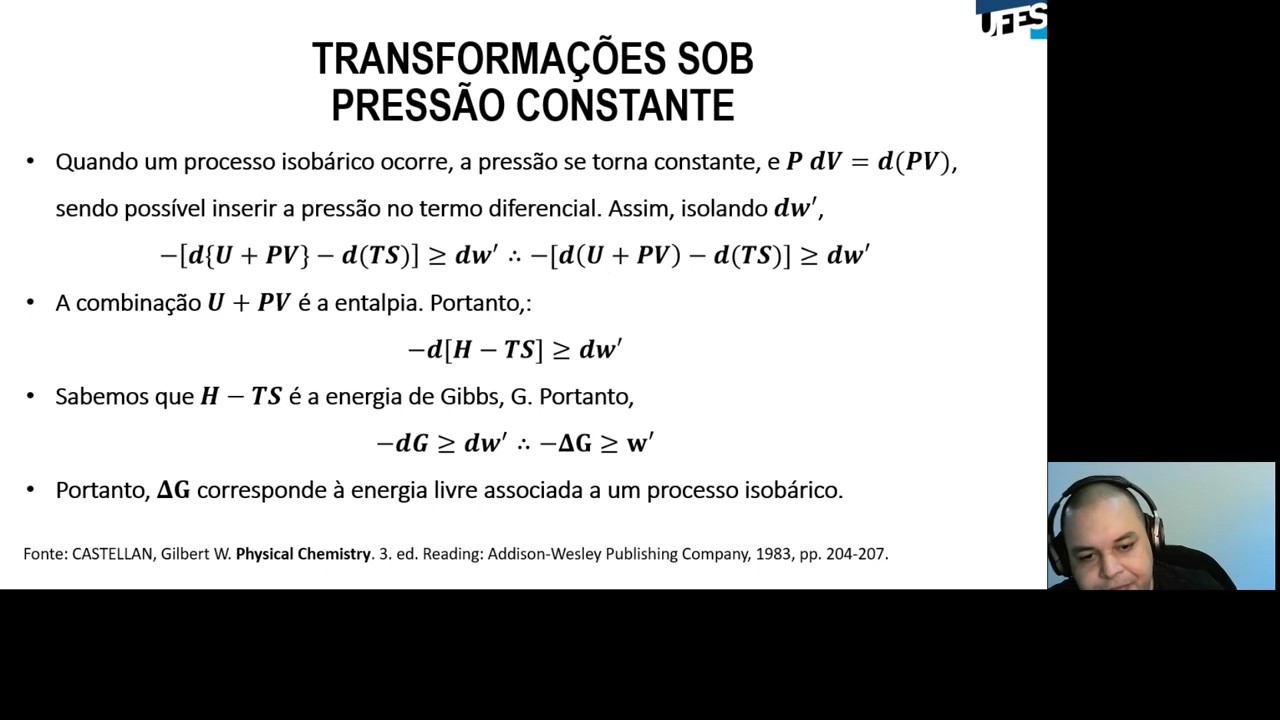 UFES
TRANSFORMAÇÕES SOB
PRESSÃO CONSTANTE
• Quando um processo isobárico ocorre, a pressão se torna constante, e P dV = d(PV),
sendo possível inserir a pressão no termo diferencial. Assim, isolando dw′,
−[d{U + PV} − d(TS)] ≥ dw′ ∴ −[d(U + PV) − d(TS)] ≥ dw′
• A combinação U + PV é a entalpia. Portanto,:
−d[H − TS] ≥ dw′
• Sabemos que H − TS é a energia de Gibbs, G. Portanto,
−dG ≥ dw′ ∴ −ΔG ≥ w′
• Portanto, ΔG corresponde à energia livre associada a um processo isobárico.
Fonte: CASTELLAN, Gilbert W. Physical Chemistry. 3. ed. Reading: Addison-Wesley Publishing Company, 1983, pp. 204-207.